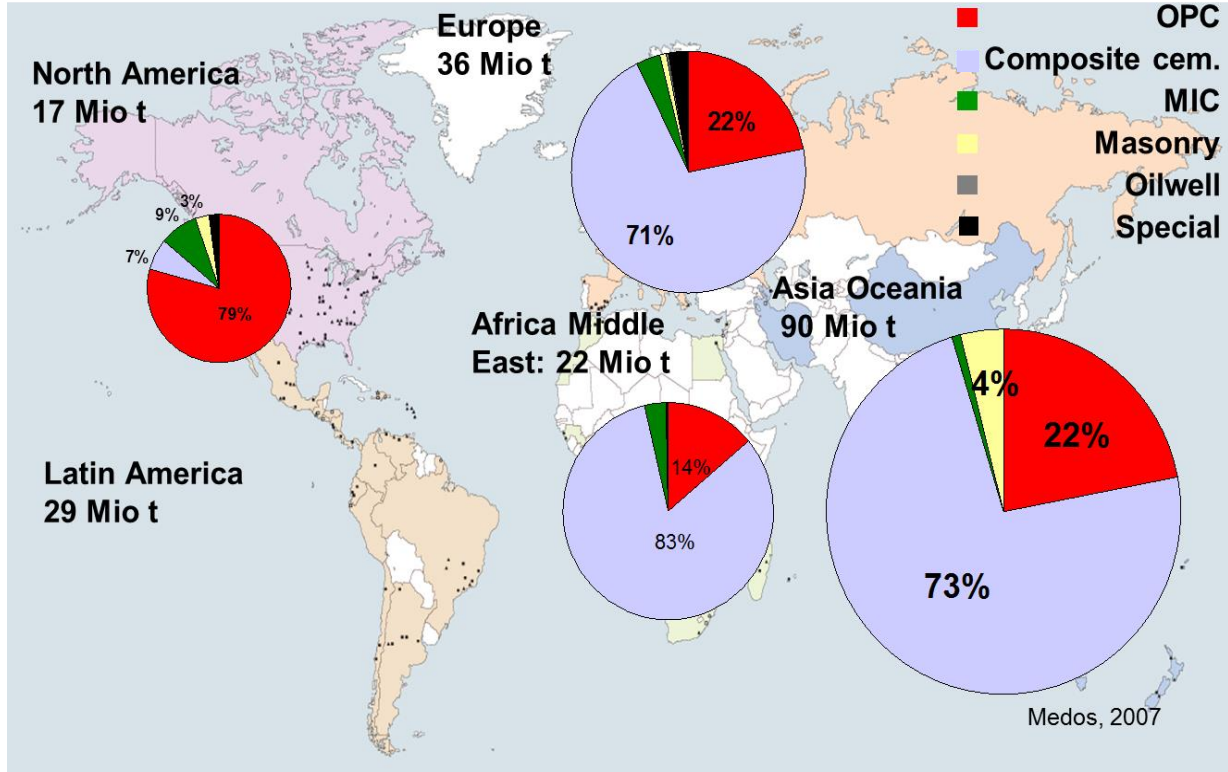 Europe
36 Mio t
OPC
Composite cem.
MIC
Masonry
Oilwell
Special
North America
17 Mio t
3%
9%
7%
79%
22%
71%
Asia Oceania
90 Mio t
Africa Middle
East: 22 Mio t
4%
22%
73%
14%
83%
Latin America
29 Mio t
Medos, 2007